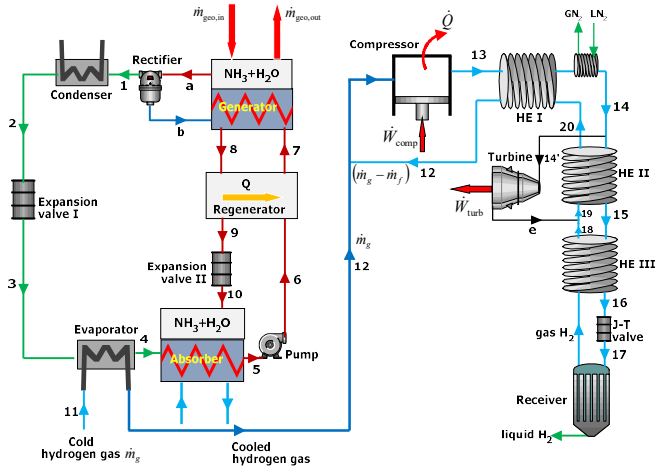 ṁgeo,in
ṁgeo,out
Rectifier
Condenser
1
a
b
NH3+H2O
Generator
2
8
7
Q
Regenerator
Expansion
valve I
9
Expansion
valve II
10
6
3
NH3+H2O
Absorber
Evaporator
4
5
Pump
11
Cold
hydrogen gas ṁg
Cooled
hydrogen gas
ṁg
12
Compressor
Q̇
Ẇcomp
13
HE I
GN2
LN2
14
20
12
(ṁg − ṁf)
Turbine
14'
HE II
Ẇturb
19
15
e
18
HE III
16
gas H2
J-T
valve
17
Receiver
liquid H2